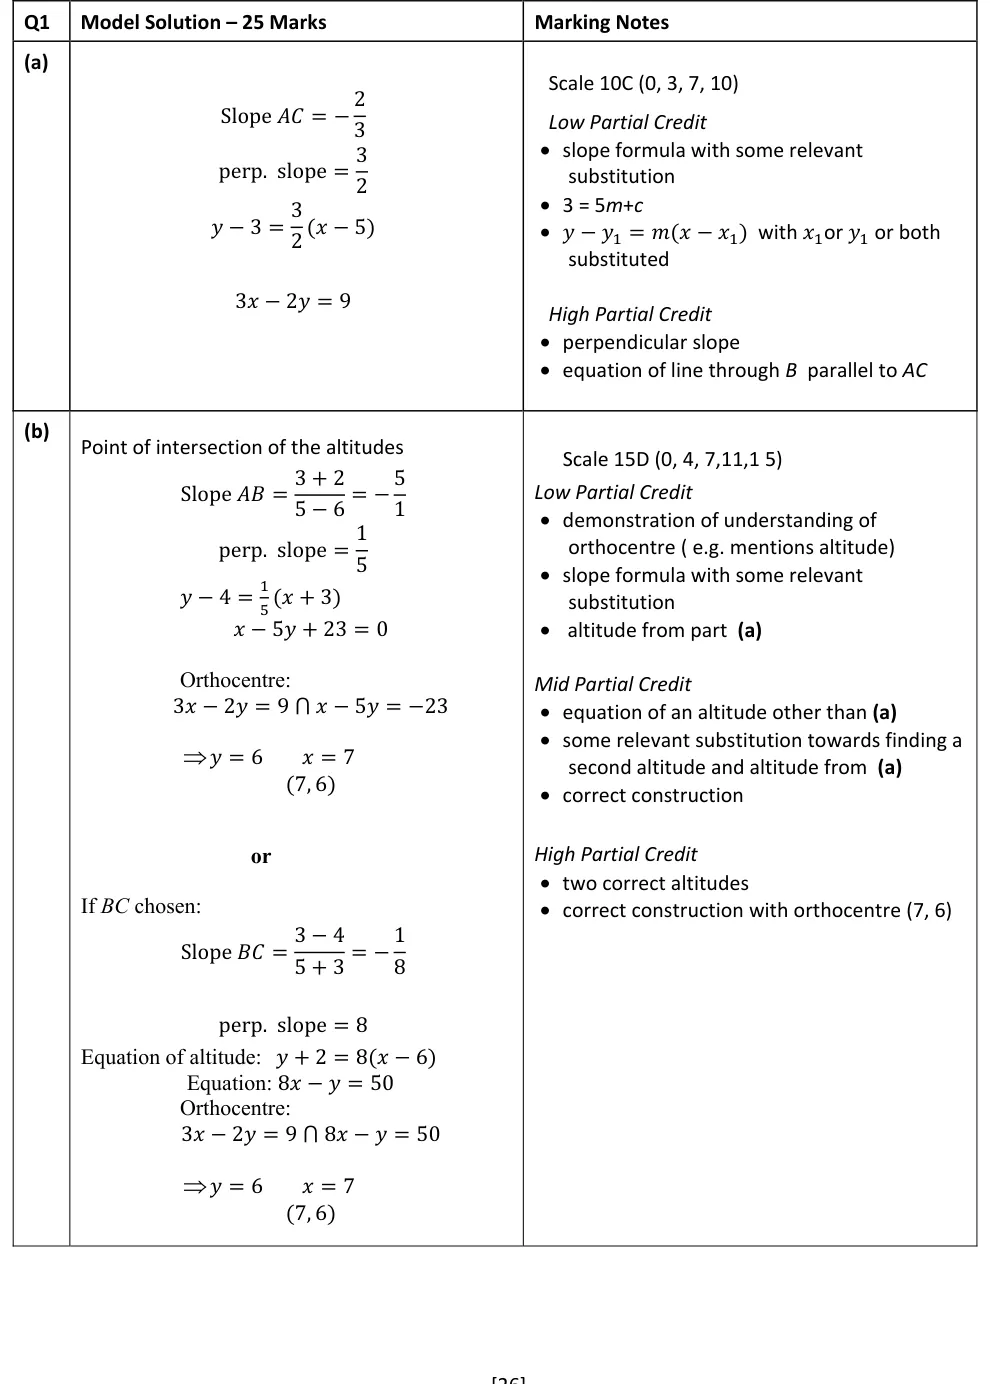 Q1 Model Solution – 25 Marks Marking Notes
(a)
Slope AC = −2/3
perp. slope = 3/2
y − 3 = 3/2 (x − 5)
3x − 2y = 9
Scale 10C (0, 3, 7, 10)
Low Partial Credit
• slope formula with some relevant
substitution
• 3 = 5m+c
• y − y₁ = m(x − x₁) with x₁or y₁ or both
substituted
High Partial Credit
• perpendicular slope
• equation of line through B parallel to AC
(b)
Point of intersection of the altitudes
Slope AB = (3 + 2)/(5 − 6) = −5/1
perp. slope = 1/5
y − 4 = 1/5 (x + 3)
x − 5y + 23 = 0
Orthocentre:
3x − 2y = 9 ⋂ x − 5y = −23
⇒ y = 6 x = 7
(7, 6)
or
If BC chosen:
Slope BC = (3 − 4)/(5 + 3) = −1/8
perp. slope = 8
Equation of altitude: y + 2 = 8(x − 6)
Equation: 8x − y = 50
Orthocentre:
3x − 2y = 9 ⋂ 8x − y = 50
⇒ y = 6 x = 7
(7, 6)
Scale 15D (0, 4, 7,11,1 5)
Low Partial Credit
• demonstration of understanding of
orthocentre ( e.g. mentions altitude)
• slope formula with some relevant
substitution
• altitude from part (a)
Mid Partial Credit
• equation of an altitude other than (a)
• some relevant substitution towards finding a
second altitude and altitude from (a)
• correct construction
High Partial Credit
• two correct altitudes
• correct construction with orthocentre (7, 6)
[26]